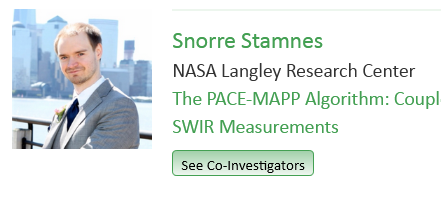 Snorre Stamnes
NASA Langley Research Center
The PACE-MAPP Algorithm: Coupl
SWIR Measurements
See Co-Investigators